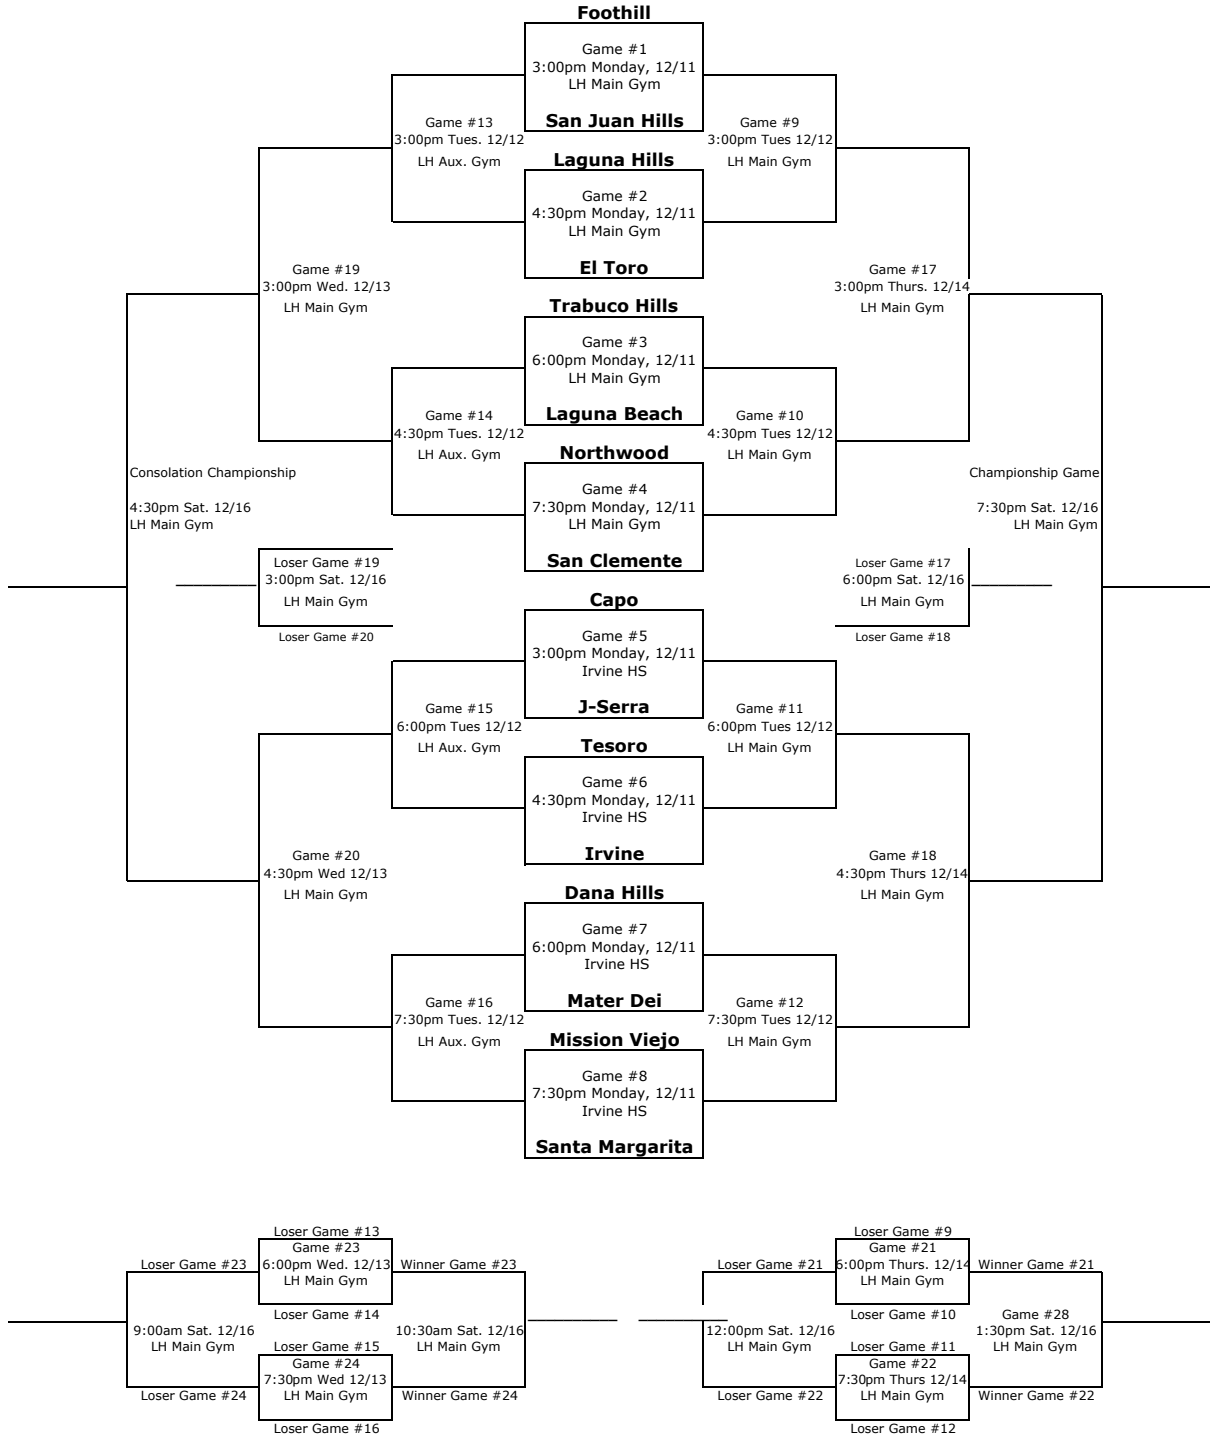 Foothill
Game #1
3:00pm Monday, 12/11
LH Main Gym
San Juan Hills
Game #13
3:00pm Tues. 12/12
LH Aux. Gym
Game #9
3:00pm Tues 12/12
LH Main Gym
Laguna Hills
Game #2
4:30pm Monday, 12/11
LH Main Gym
El Toro
Game #19
3:00pm Wed. 12/13
LH Main Gym
Game #17
3:00pm Thurs. 12/14
LH Main Gym
Trabuco Hills
Game #3
6:00pm Monday, 12/11
LH Main Gym
Laguna Beach
Game #14
4:30pm Tues. 12/12
LH Aux. Gym
Game #10
4:30pm Tues 12/12
LH Main Gym
Northwood
Game #4
7:30pm Monday, 12/11
LH Main Gym
San Clemente
Consolation Championship
4:30pm Sat. 12/16
LH Main Gym
Championship Game
7:30pm Sat. 12/16
LH Main Gym
Loser Game #19
3:00pm Sat. 12/16
LH Main Gym
Loser Game #20
Loser Game #17
6:00pm Sat. 12/16
LH Main Gym
Loser Game #18
Capo
Game #5
3:00pm Monday, 12/11
Irvine HS
J-Serra
Game #15
6:00pm Tues 12/12
LH Aux. Gym
Game #11
6:00pm Tues 12/12
LH Main Gym
Tesoro
Game #6
4:30pm Monday, 12/11
Irvine HS
Irvine
Game #20
4:30pm Wed 12/13
LH Main Gym
Game #18
4:30pm Thurs 12/14
LH Main Gym
Dana Hills
Game #7
6:00pm Monday, 12/11
Irvine HS
Mater Dei
Game #16
7:30pm Tues. 12/12
LH Aux. Gym
Game #12
7:30pm Tues 12/12
LH Main Gym
Mission Viejo
Game #8
7:30pm Monday, 12/11
Irvine HS
Santa Margarita
Loser Game #13
Game #23
6:00pm Wed. 12/13
LH Main Gym
Loser Game #14
Loser Game #23
Winner Game #23
9:00am Sat. 12/16
LH Main Gym
10:30am Sat. 12/16
LH Main Gym
Loser Game #15
Game #24
7:30pm Wed 12/13
LH Main Gym
Loser Game #16
Loser Game #24
Winner Game #24
Loser Game #9
Game #21
6:00pm Thurs. 12/14
LH Main Gym
Loser Game #10
Loser Game #21
Winner Game #21
12:00pm Sat. 12/16
LH Main Gym
Game #28
1:30pm Sat. 12/16
LH Main Gym
Loser Game #11
Game #22
7:30pm Thurs 12/14
LH Main Gym
Loser Game #12
Loser Game #22
Winner Game #22